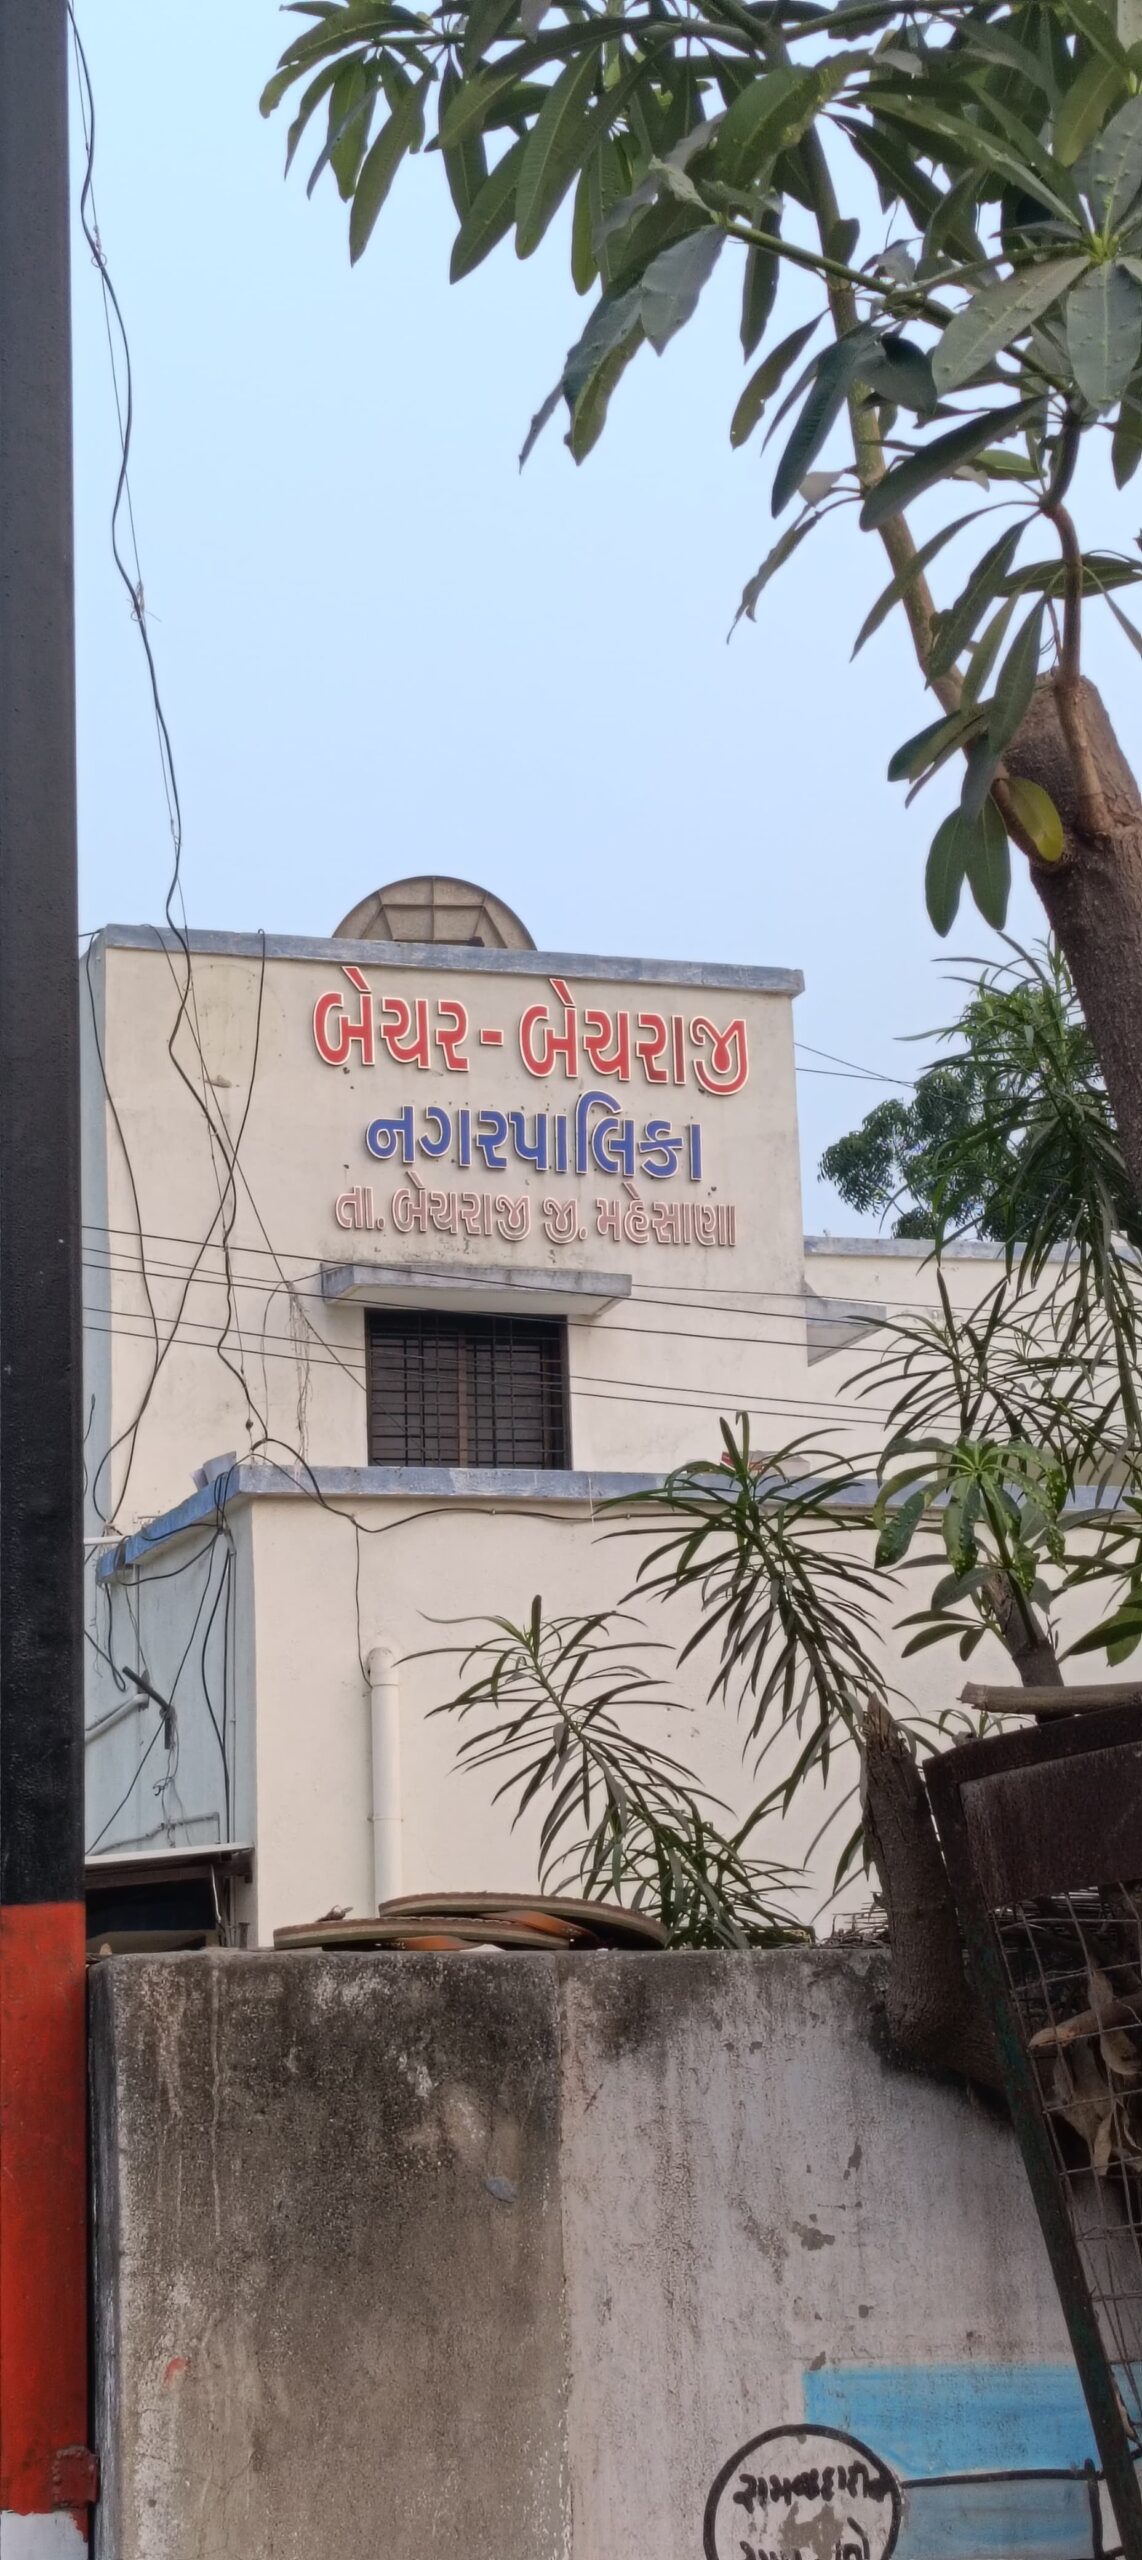 બેચર - બેચરાજી
નગરપાલિકા
તા. બેચરાજી જી. મહેસાણા